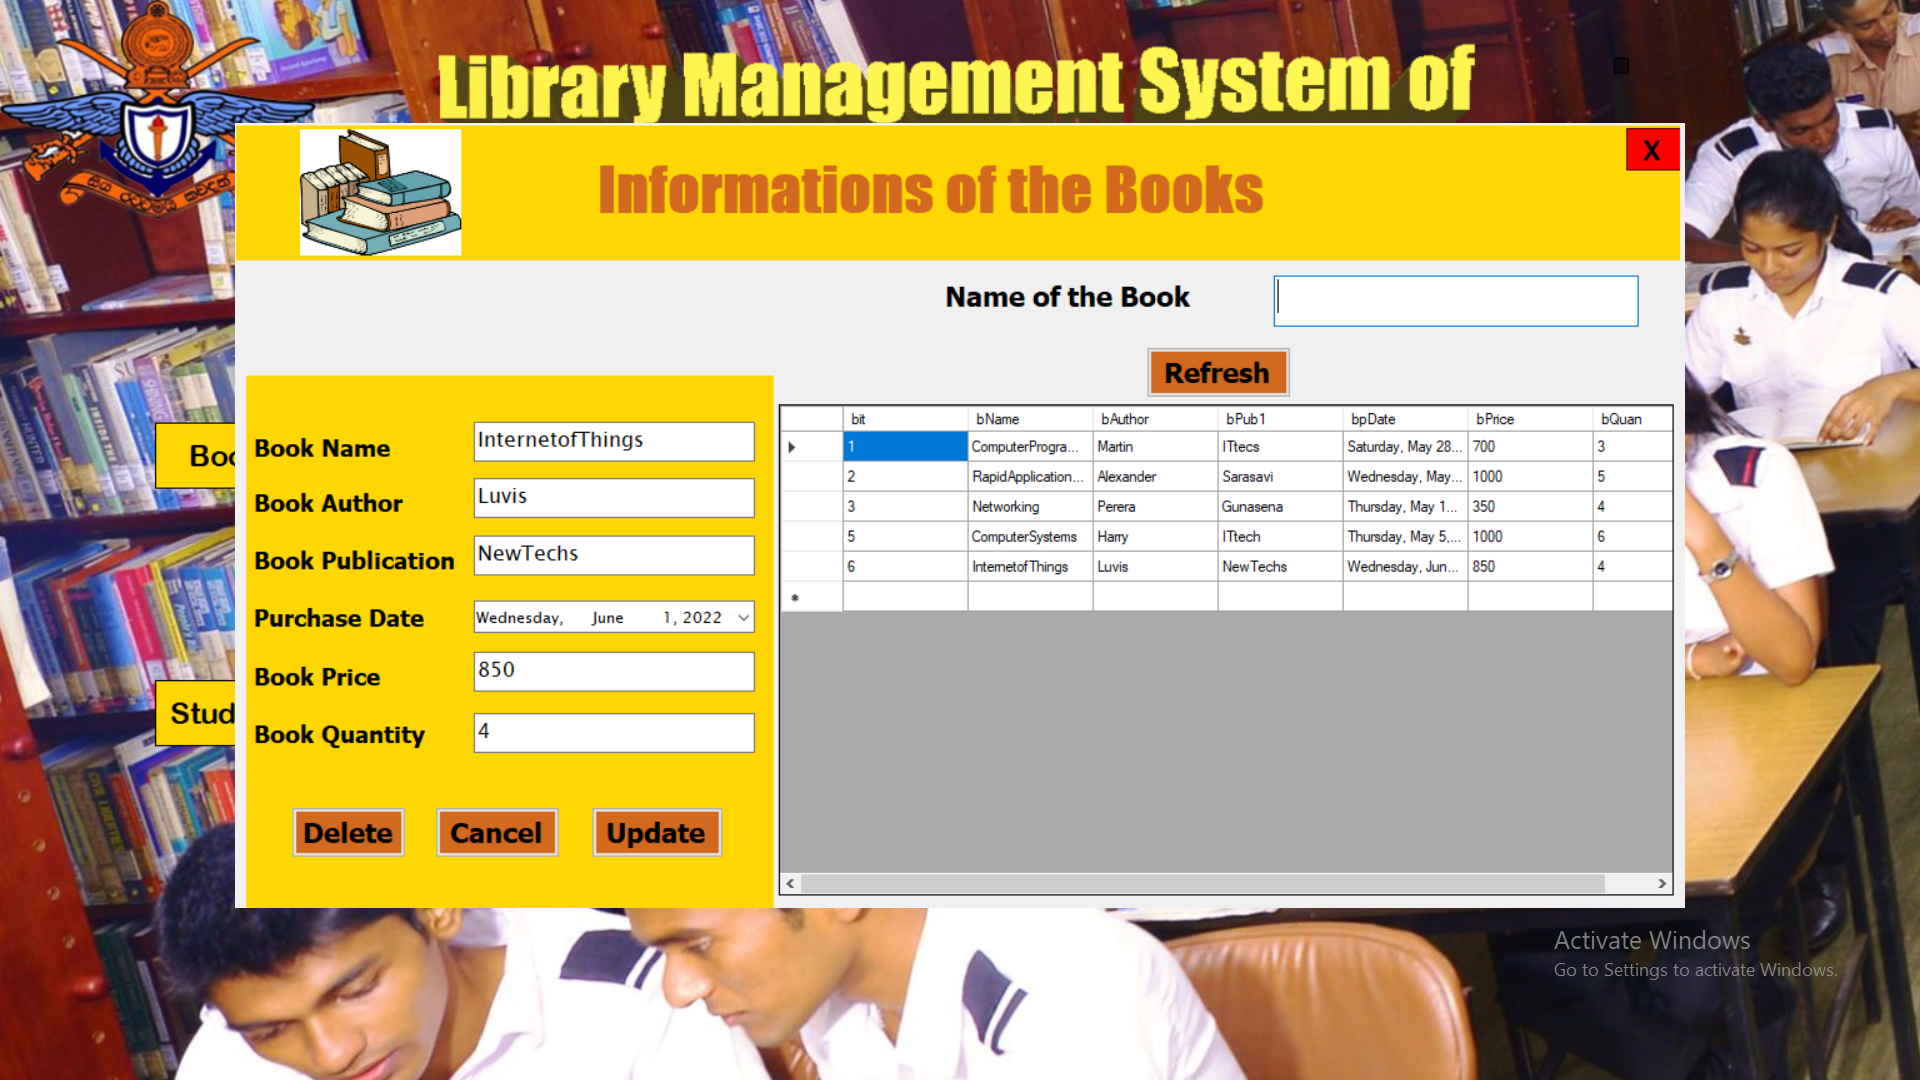 Library Management System of
Informations of the Books
X
Name of the Book
Refresh
Boo
Stud
Book Name InternetofThings
Book Author Luvis
Book Publication NewTechs
Purchase Date Wednesday, June 1, 2022
Book Price 850
Book Quantity 4
Delete Cancel Update
bit bName bAuthor bPub1 bpDate bPrice bQuan
1 ComputerProgra... Martin ITtecs Saturday, May 28... 700 3
2 RapidApplication... Alexander Sarasavi Wednesday, May... 1000 5
3 Networking Perera Gunasena Thursday, May 1... 350 4
5 ComputerSystems Harry ITtech Thursday, May 5,... 1000 6
6 InternetofThings Luvis NewTechs Wednesday, Jun... 850 4
Activate Windows
Go to Settings to activate Windows.